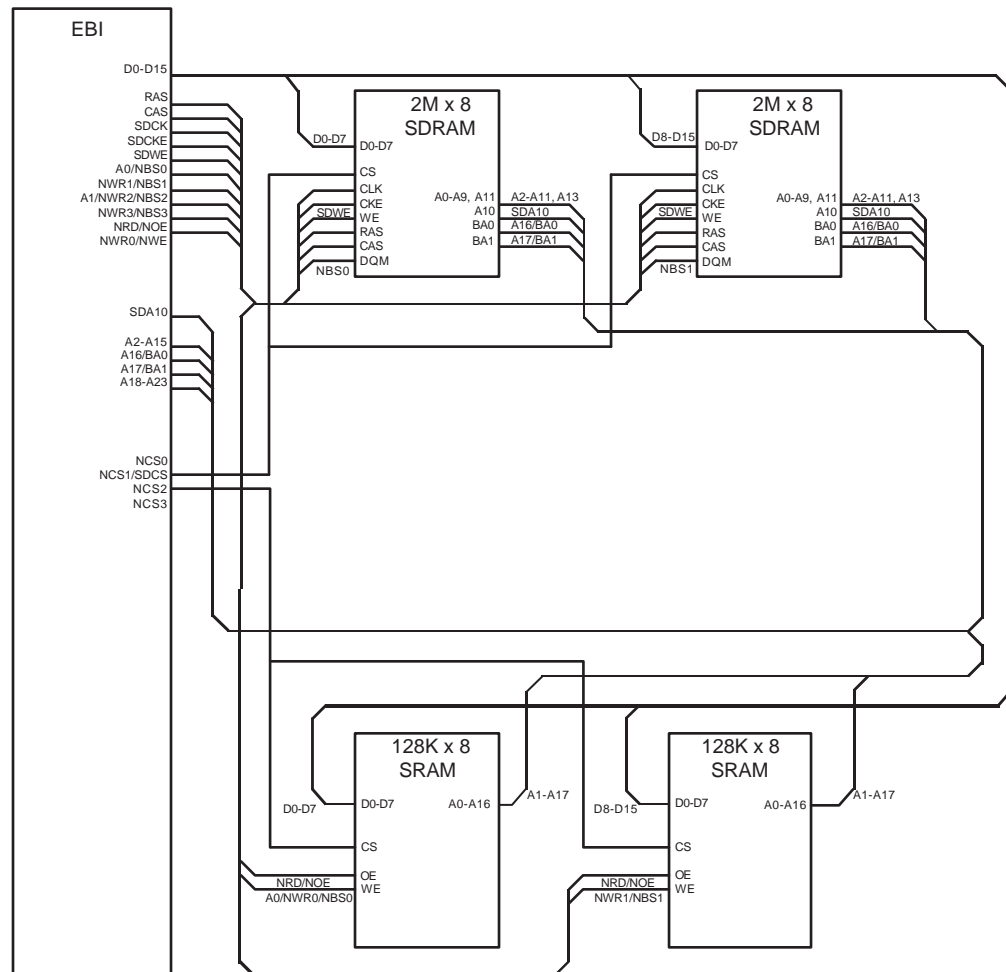 EBI
D0-D15
RAS
CAS
SDCK
SDCKE
SDWE
A0/NBS0
NWR1/NBS1
A1/NWR2/NBS2
NWR3/NBS3
NRD/NOE
NWR0/NWE
SDA10
A2-A15
A16/BA0
A17/BA1
A18-A23
NCS0
NCS1/SDCS
NCS2
NCS3
2M x 8
SDRAM
D0-D7
D0-D7
CS
CLK
CKE
SDWE
WE
RAS
CAS
DQM
NBS0
A0-A9, A11
A10
BA0
BA1
A2-A11, A13
SDA10
A16/BA0
A17/BA1
2M x 8
SDRAM
D8-D15
D0-D7
CS
CLK
CKE
SDWE
WE
RAS
CAS
DQM
NBS1
A0-A9, A11
A10
BA0
BA1
A2-A11, A13
SDA10
A16/BA0
A17/BA1
128K x 8
SRAM
D0-D7
D0-D7
A0-A16
A1-A17
CS
OE
NRD/NOE
WE
A0/NWR0/NBS0
128K x 8
SRAM
D8-D15
D0-D7
A0-A16
A1-A17
CS
OE
NRD/NOE
WE
NWR1/NBS1